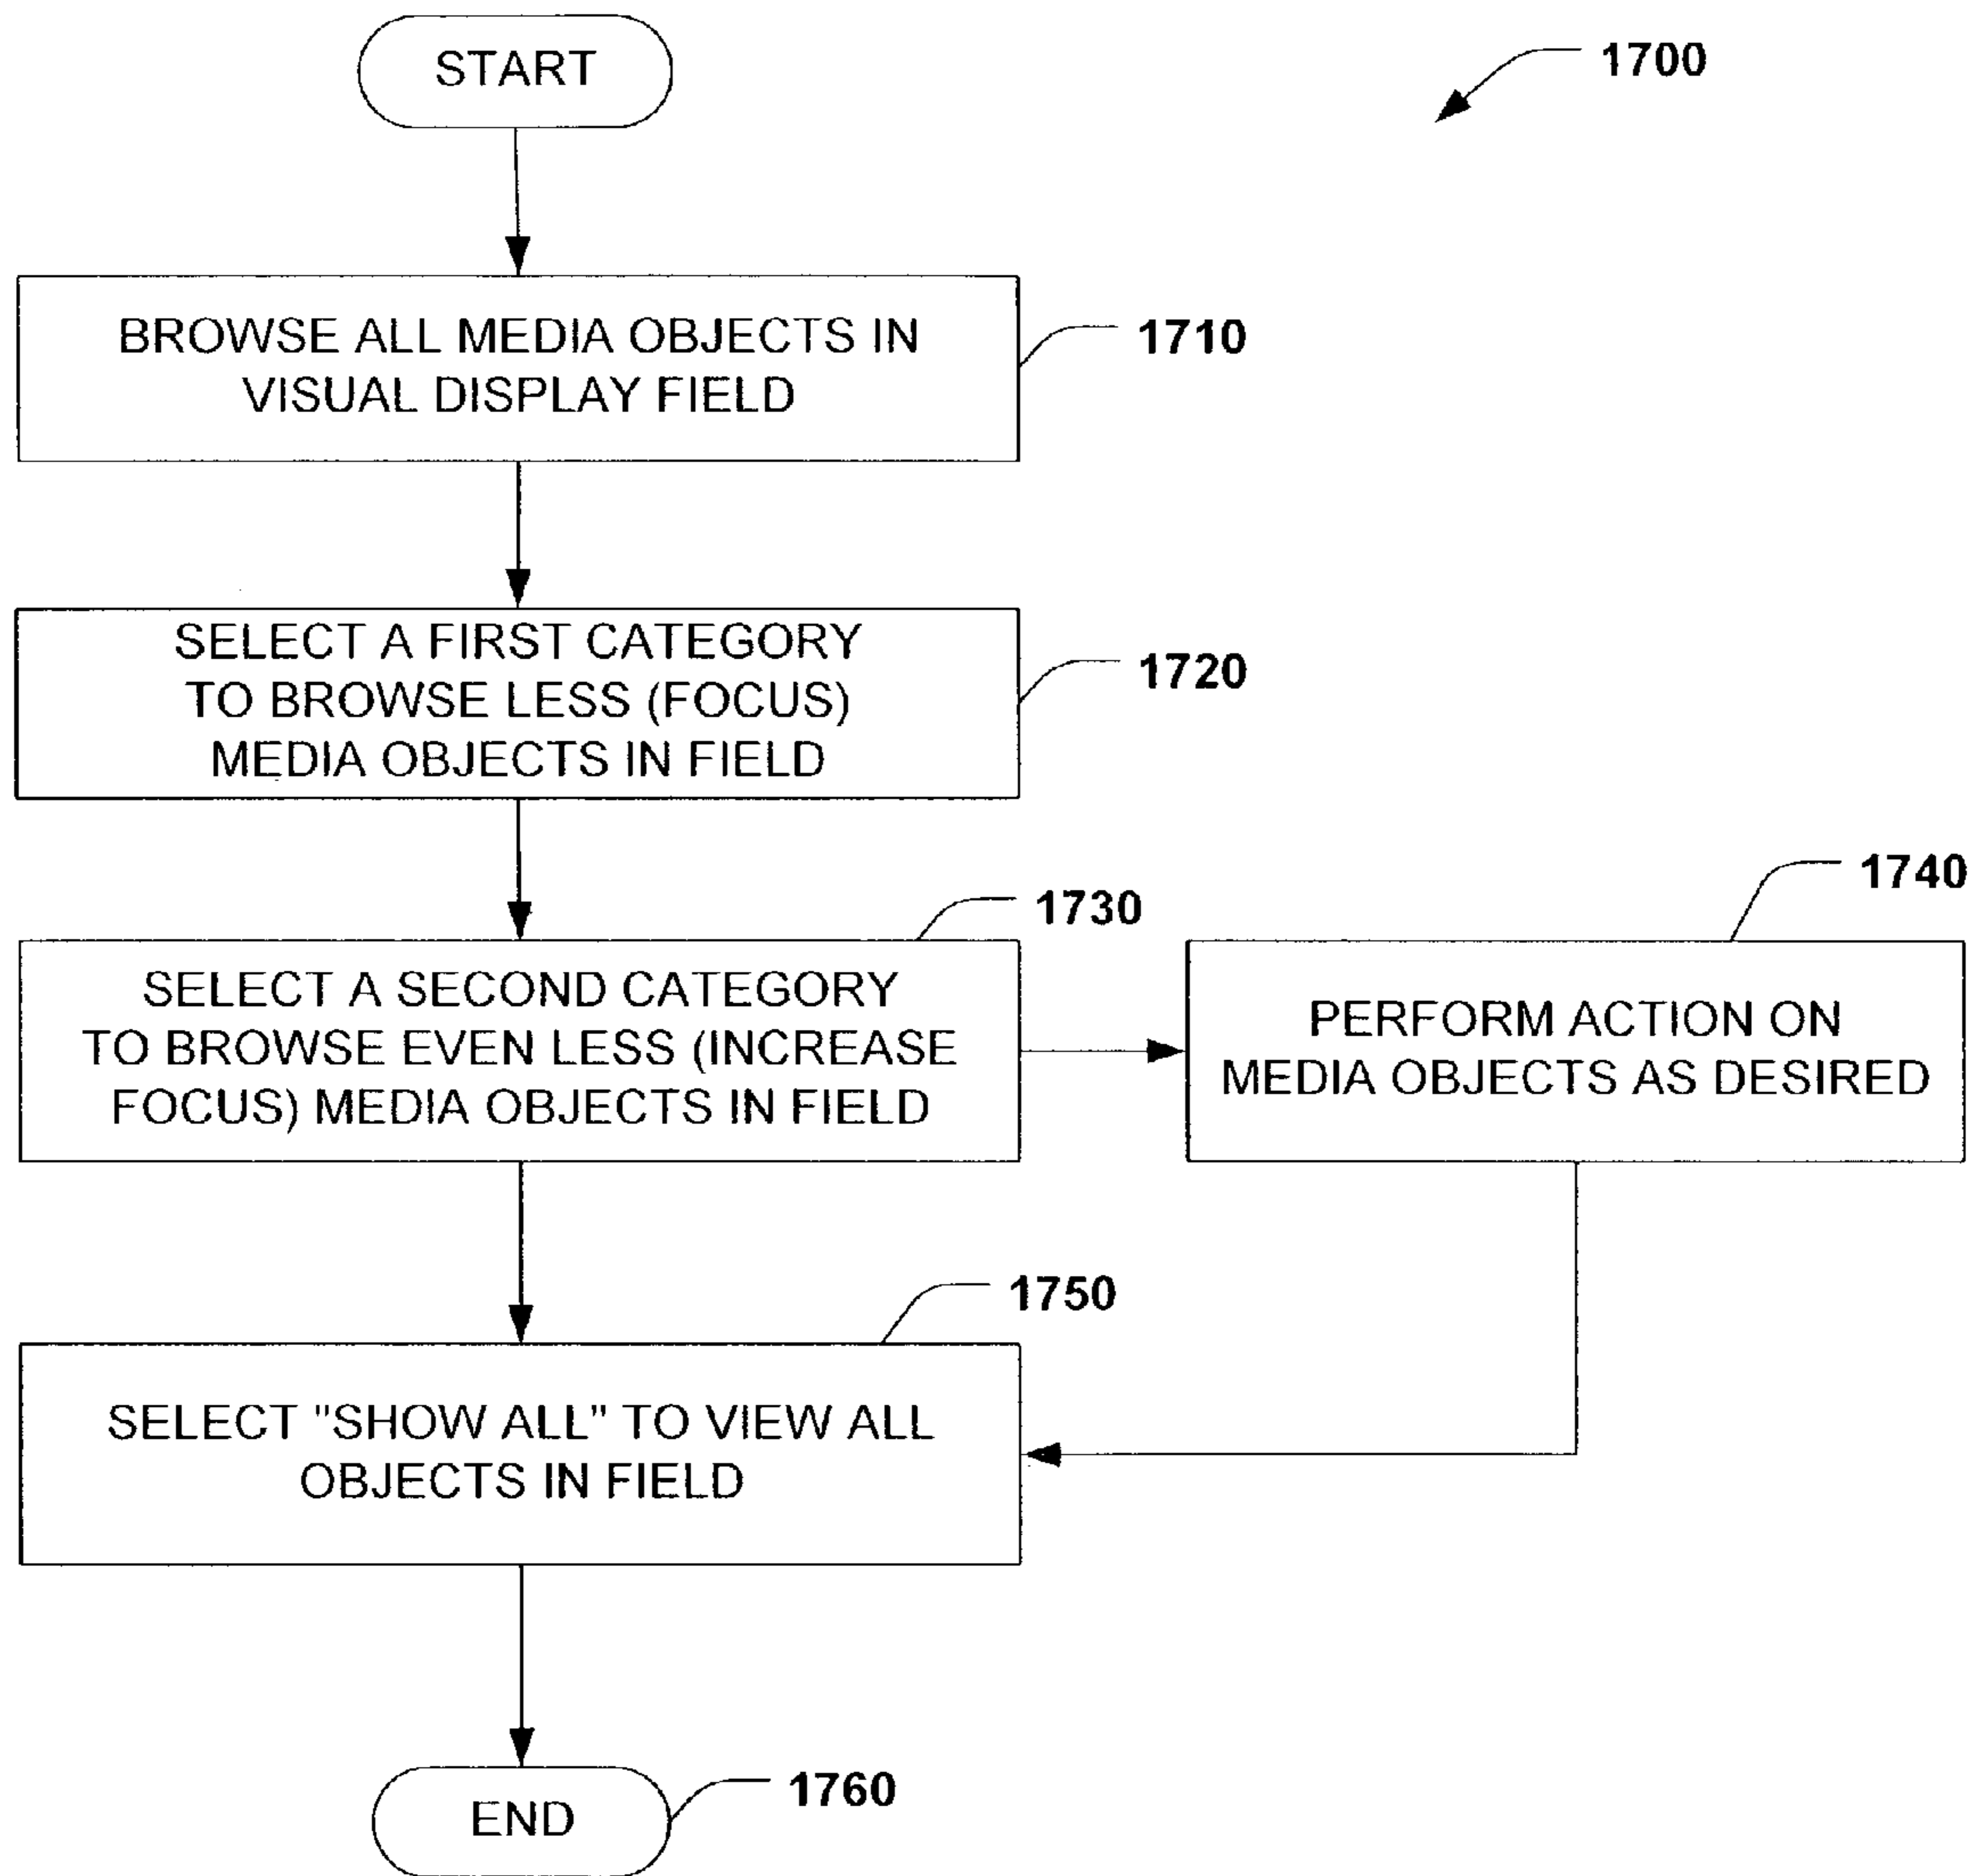 START
1700
BROWSE ALL MEDIA OBJECTS IN
VISUAL DISPLAY FIELD
1710
SELECT A FIRST CATEGORY
TO BROWSE LESS (FOCUS)
MEDIA OBJECTS IN FIELD
1720
1730
SELECT A SECOND CATEGORY
TO BROWSE EVEN LESS (INCREASE
FOCUS) MEDIA OBJECTS IN FIELD
1740
PERFORM ACTION ON
MEDIA OBJECTS AS DESIRED
1750
SELECT "SHOW ALL" TO VIEW ALL
OBJECTS IN FIELD
END
1760